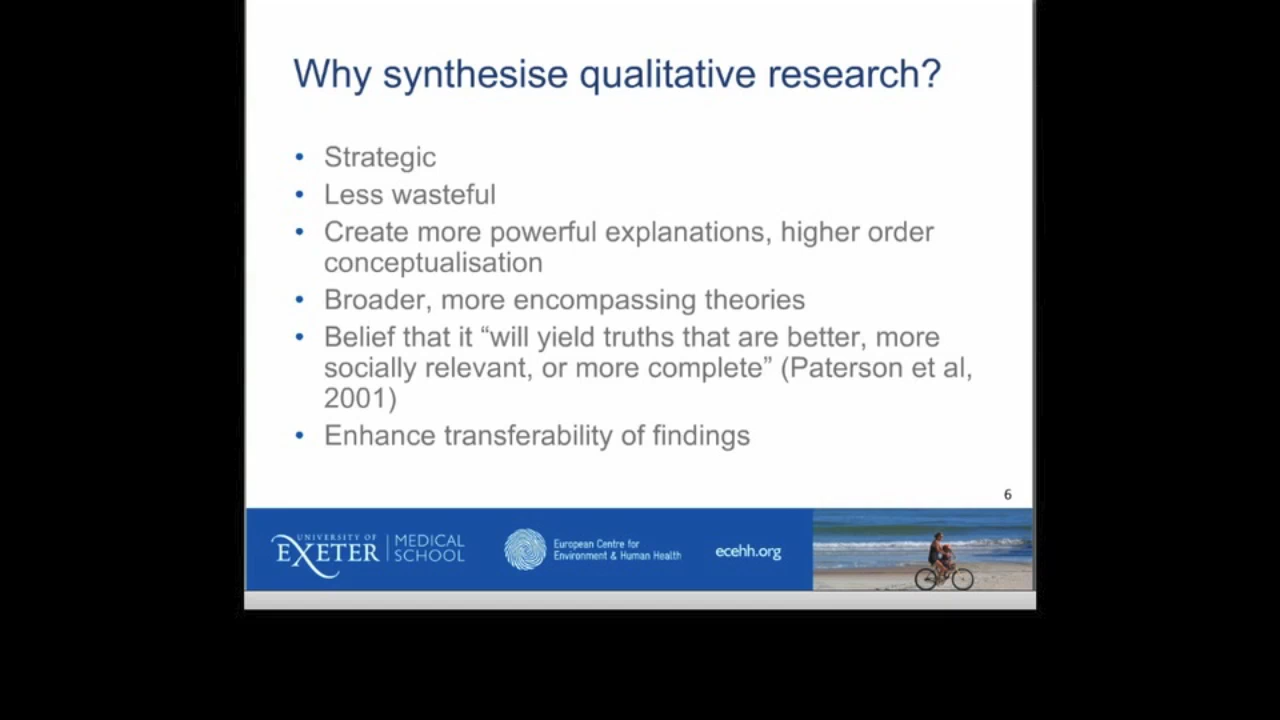 Why synthesise qualitative research?
• Strategic
• Less wasteful
• Create more powerful explanations, higher order
conceptualisation
• Broader, more encompassing theories
• Belief that it “will yield truths that are better, more
socially relevant, or more complete” (Paterson et al,
2001)
• Enhance transferability of findings
6
UNIVERSITY OF
EXETER
MEDICAL
SCHOOL
European Centre for
Environment & Human Health
ecehh.org